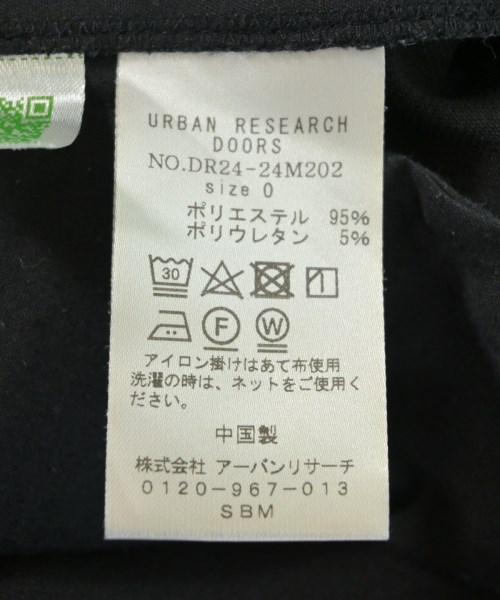 URBAN RESEARCH
DOORS
NO.DR24-24M202
size 0
ポリエステル 95%
ポリウレタン 5%
30
F W
アイロン掛けはあて布使用
洗濯の時は、ネットをご使用く
ださい。
中国製
株式会社 アーバンリサーチ
0120-967-013
SBM